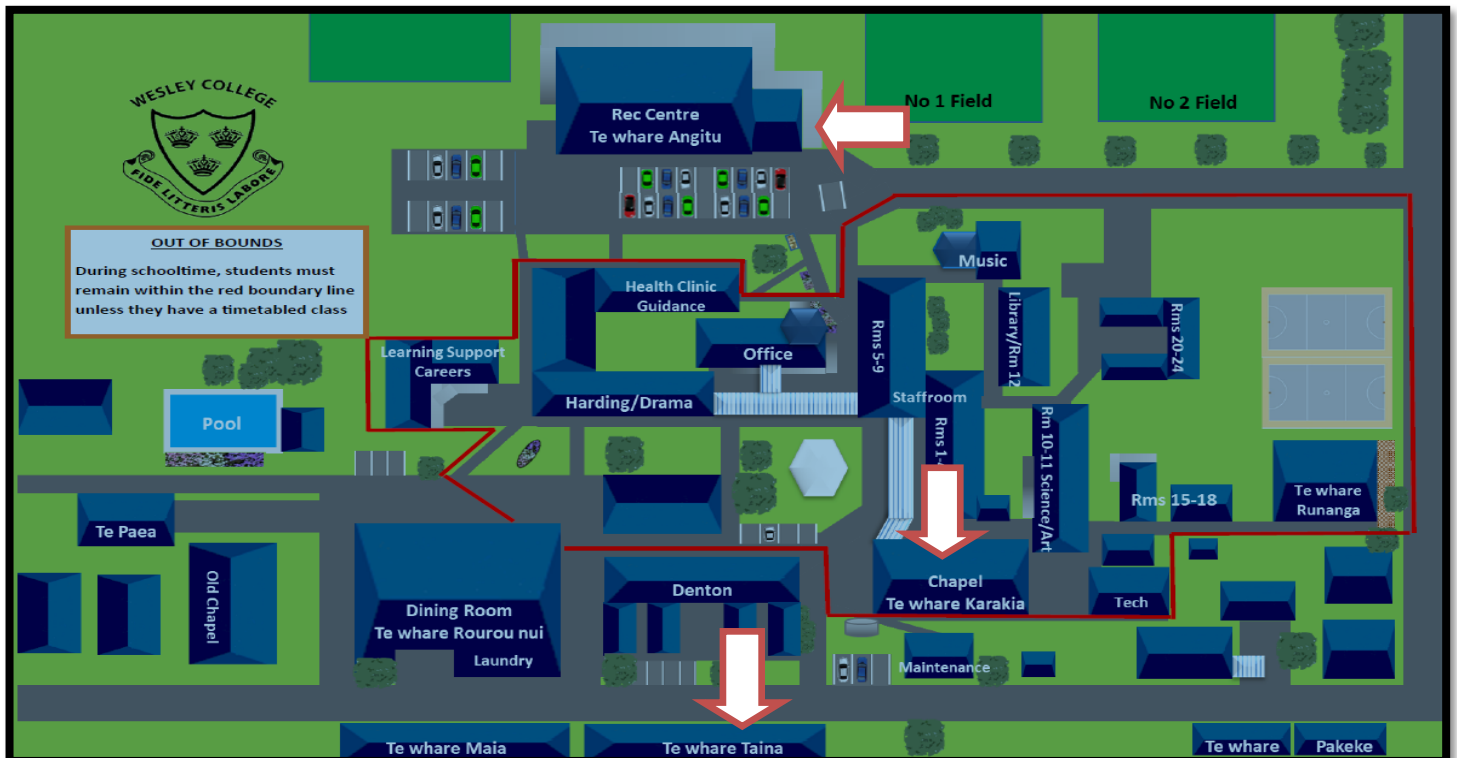 WESLEY COLLEGE
FIDE LITTERIS LABORE
Rec Centre
Te whare Angitu
No 1 Field
No 2 Field
OUT OF BOUNDS
During schooltime, students must
remain within the red boundary line
unless they have a timetabled class
Music
Health Clinic
Guidance
Office
Rms 5-9
Library/Rm 12
Rms 20-24
Learning Support
Careers
Harding/Drama
Staffroom
Pool
Rms 1-
Rm 10-11 Science/Art
Rms 15-18
Te whare
Runanga
Te Paea
Old Chapel
Dining Room
Te whare Rourou nui
Laundry
Denton
Chapel
Te whare Karakia
Tech
Maintenance
Te whare Maia
Te whare Taina
Te whare
Pakeke